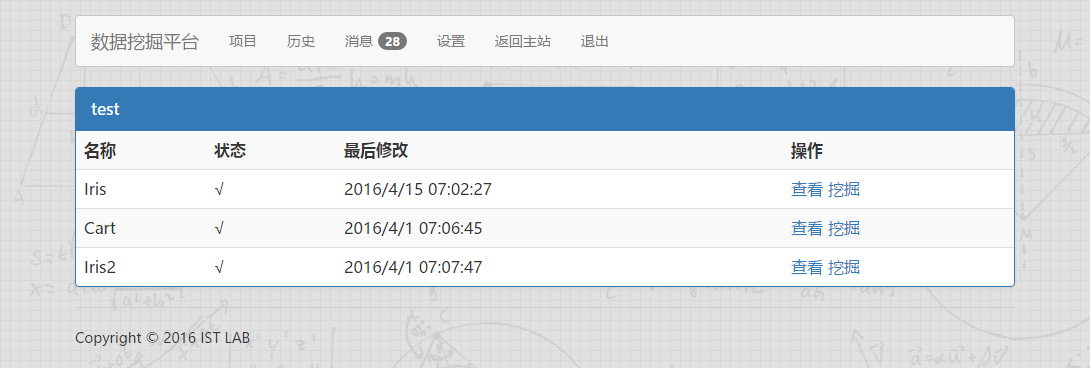 数据挖掘平台 项目 历史 消息 28 设置 返回主站 退出
test
名称 状态 最后修改 操作
Iris √ 2016/4/15 07:02:27 查看 挖掘
Cart √ 2016/4/1 07:06:45 查看 挖掘
Iris2 √ 2016/4/1 07:07:47 查看 挖掘
Copyright © 2016 IST LAB